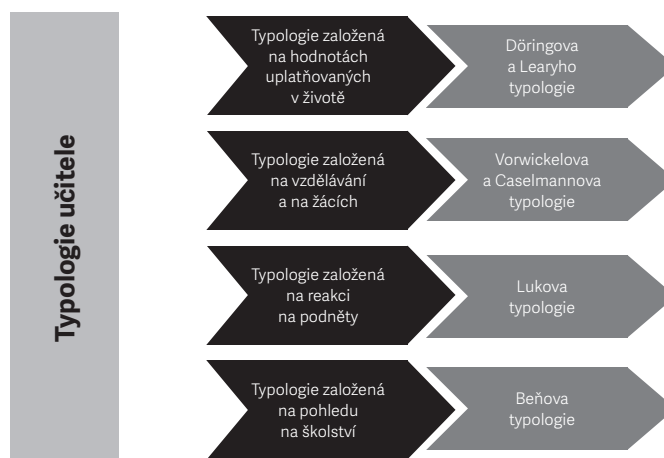 Typologie učitele
Typologie založená
na hodnotách
uplatňovaných
v životě
Döringova
a Learyho
typologie
Typologie založená
na vzdělávání
a na žácích
Vorwickelova
a Caselmannova
typologie
Typologie založená
na reakci
na podněty
Lukova
typologie
Typologie založená
na pohledu
na školství
Beňova
typologie